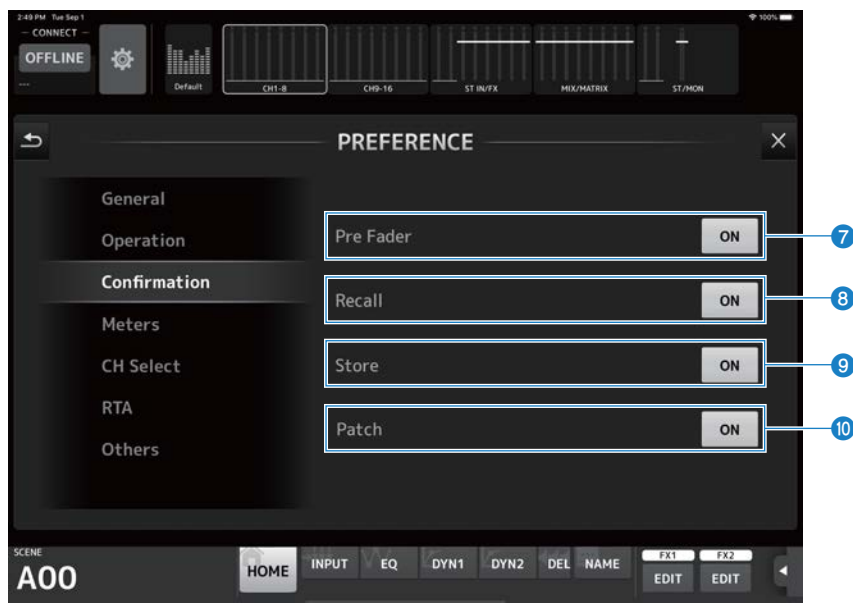 2:49 PM Tue Sep 1
100%
CONNECT
OFFLINE
---
Default
CH1-8
CH9-16
ST IN/FX
MIX/MATRIX
ST/MON
PREFERENCE
General
Operation
Confirmation
Meters
CH Select
RTA
Others
Pre Fader ON 7
Recall ON 8
Store ON 9
Patch ON 10
SCENE
A00
HOME INPUT EQ DYN1 DYN2 DEL NAME
FX1 FX2
EDIT EDIT